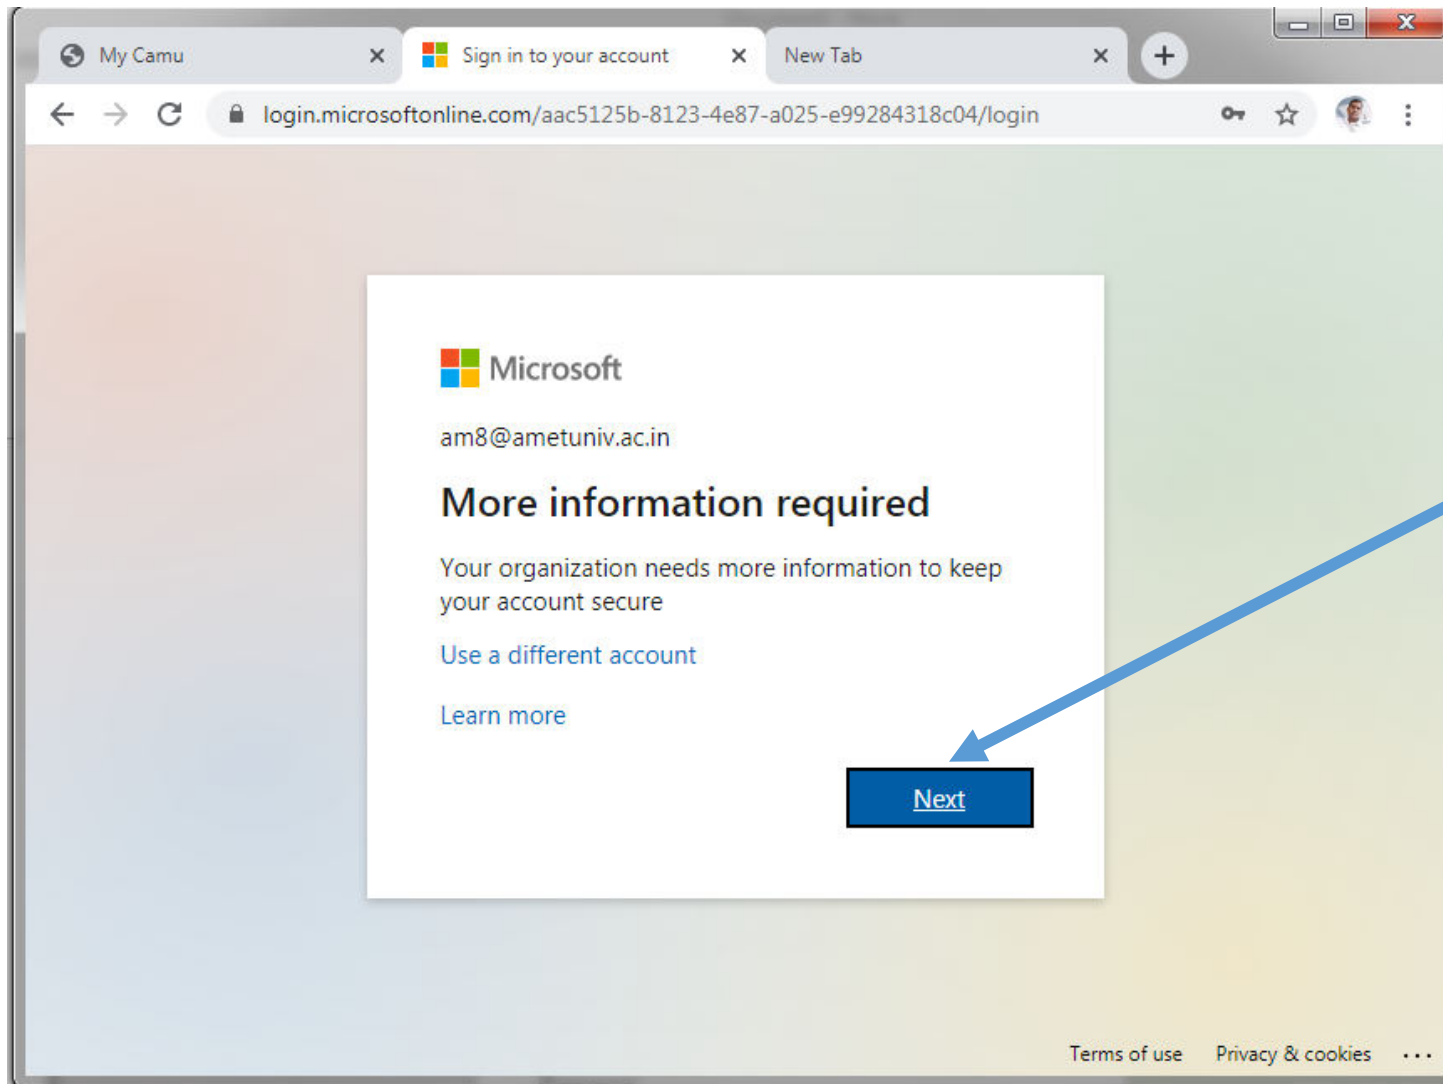 My Camu
Sign in to your account
New Tab
login.microsoftonline.com/aac5125b-8123-4e87-a025-e99284318c04/login
Microsoft
am8@ametuniv.ac.in
More information required
Your organization needs more information to keep
your account secure
Use a different account
Learn more
Next
Terms of use Privacy & cookies ...